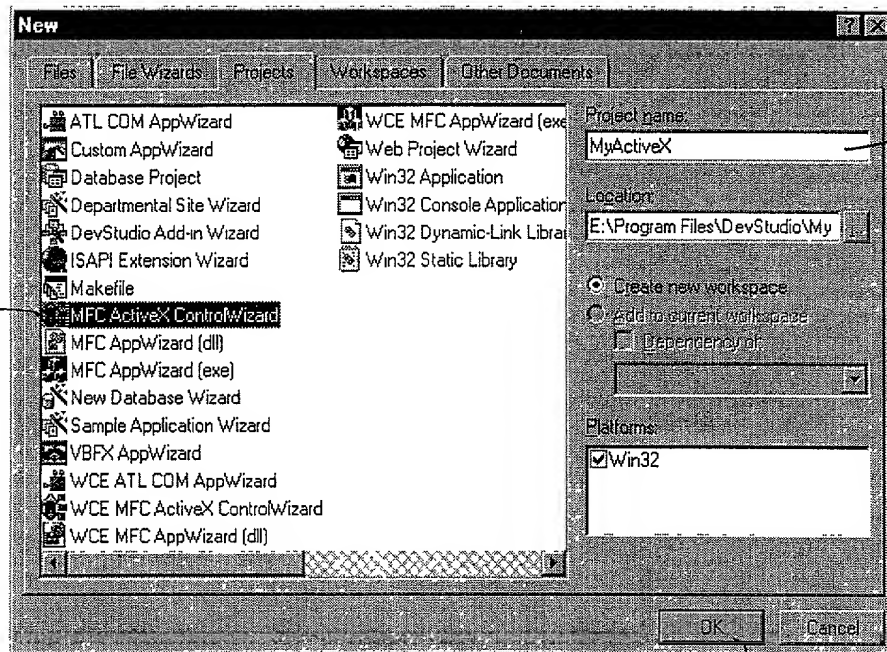 New
Files File Wizards Projects Workspaces Other Documents
ATL COM AppWizard
Custom AppWizard
Database Project
Departmental Site Wizard
DevStudio Add-in Wizard
ISAPI Extension Wizard
Makefile
MFC ActiveX ControlWizard
MFC AppWizard (dll)
MFC AppWizard (exe)
New Database Wizard
Sample Application Wizard
VBFX AppWizard
WCE ATL COM AppWizard
WCE MFC ActiveX ControlWizard
WCE MFC AppWizard (dll)
WCE MFC AppWizard (exe
Web Project Wizard
Win32 Application
Win32 Console Application
Win32 Dynamic-Link Librar
Win32 Static Library
Project name:
MyActiveX
Location:
E:\Program Files\DevStudio\My
...
Create new workspace
Add to current workspace
Dependency of:
Platforms:
Win32
OK Cancel